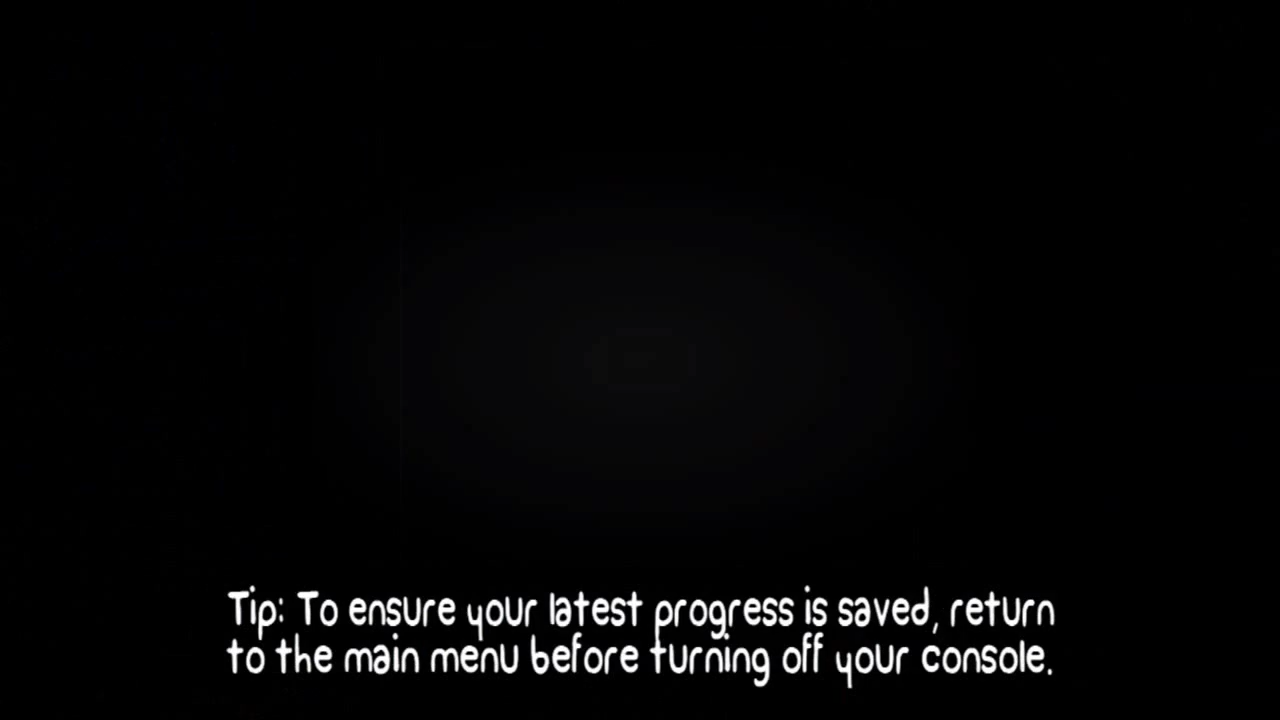 Tip: To ensure your latest progress is saved, return
to the main menu before turning off your console.